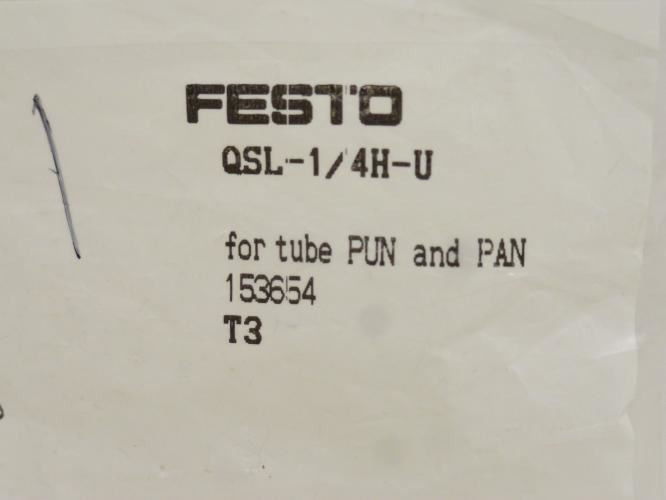 FESTO
QSL-1/4H-U
for tube PUN and PAN
153654
T3